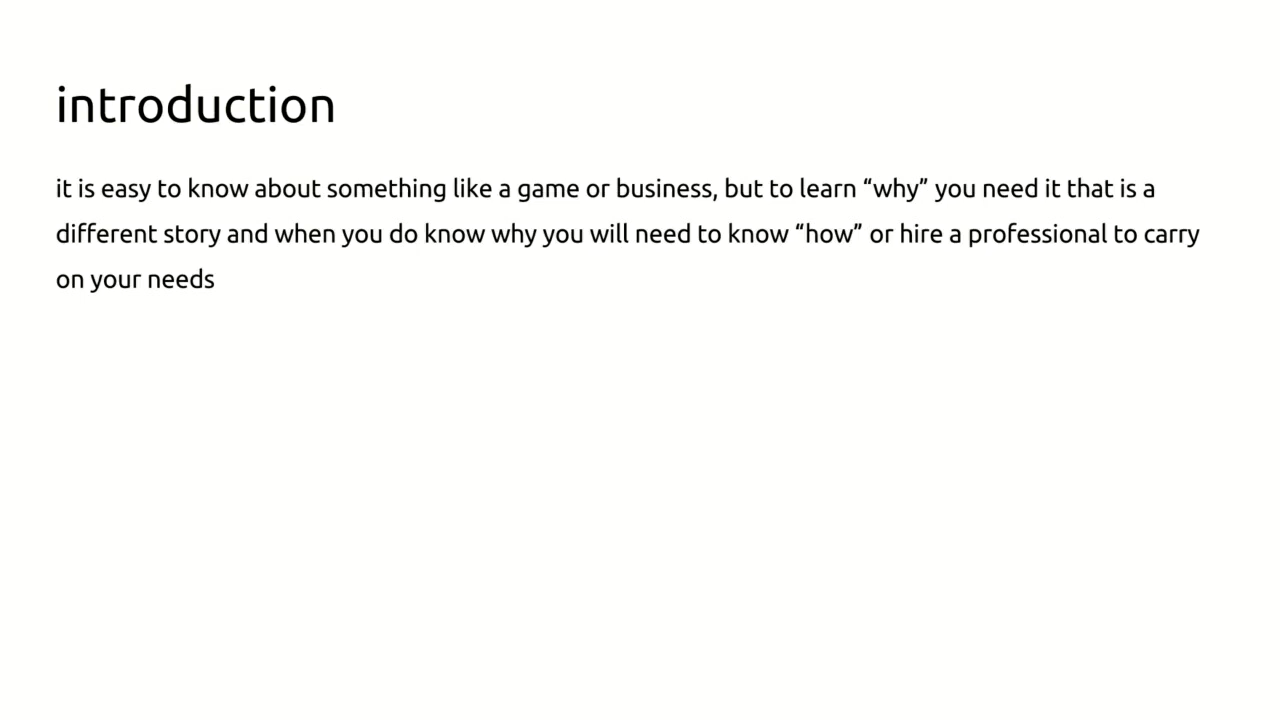 introduction
it is easy to know about something like a game or business, but to learn “why” you need it that is a
different story and when you do know why you will need to know “how” or hire a professional to carry
on your needs